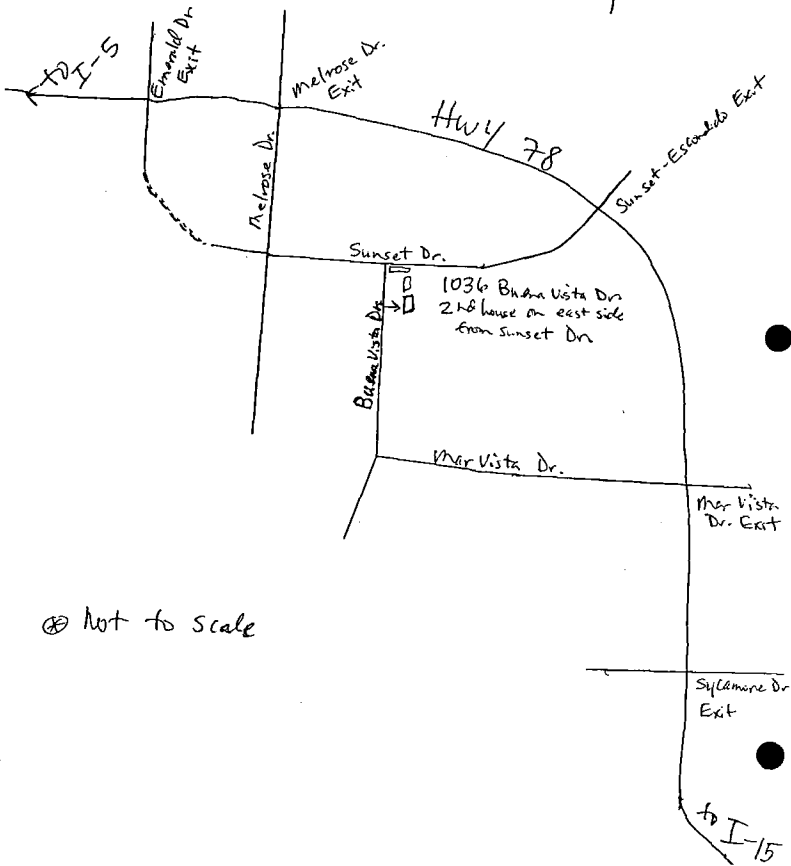 to I-5
Emerald Dr
Exit
Melrose Dr.
Exit
HWY 78
Sunset-Escondido Exit
Melrose Dr.
Sunset Dr.
1036 Buena Vista Dr
2nd house on east side
from Sunset Dr
Buena Vista Dr
Mar Vista Dr.
Mar Vista
Dr. Exit
⊛ Not to scale
Sycamore Dr
Exit
to I-15